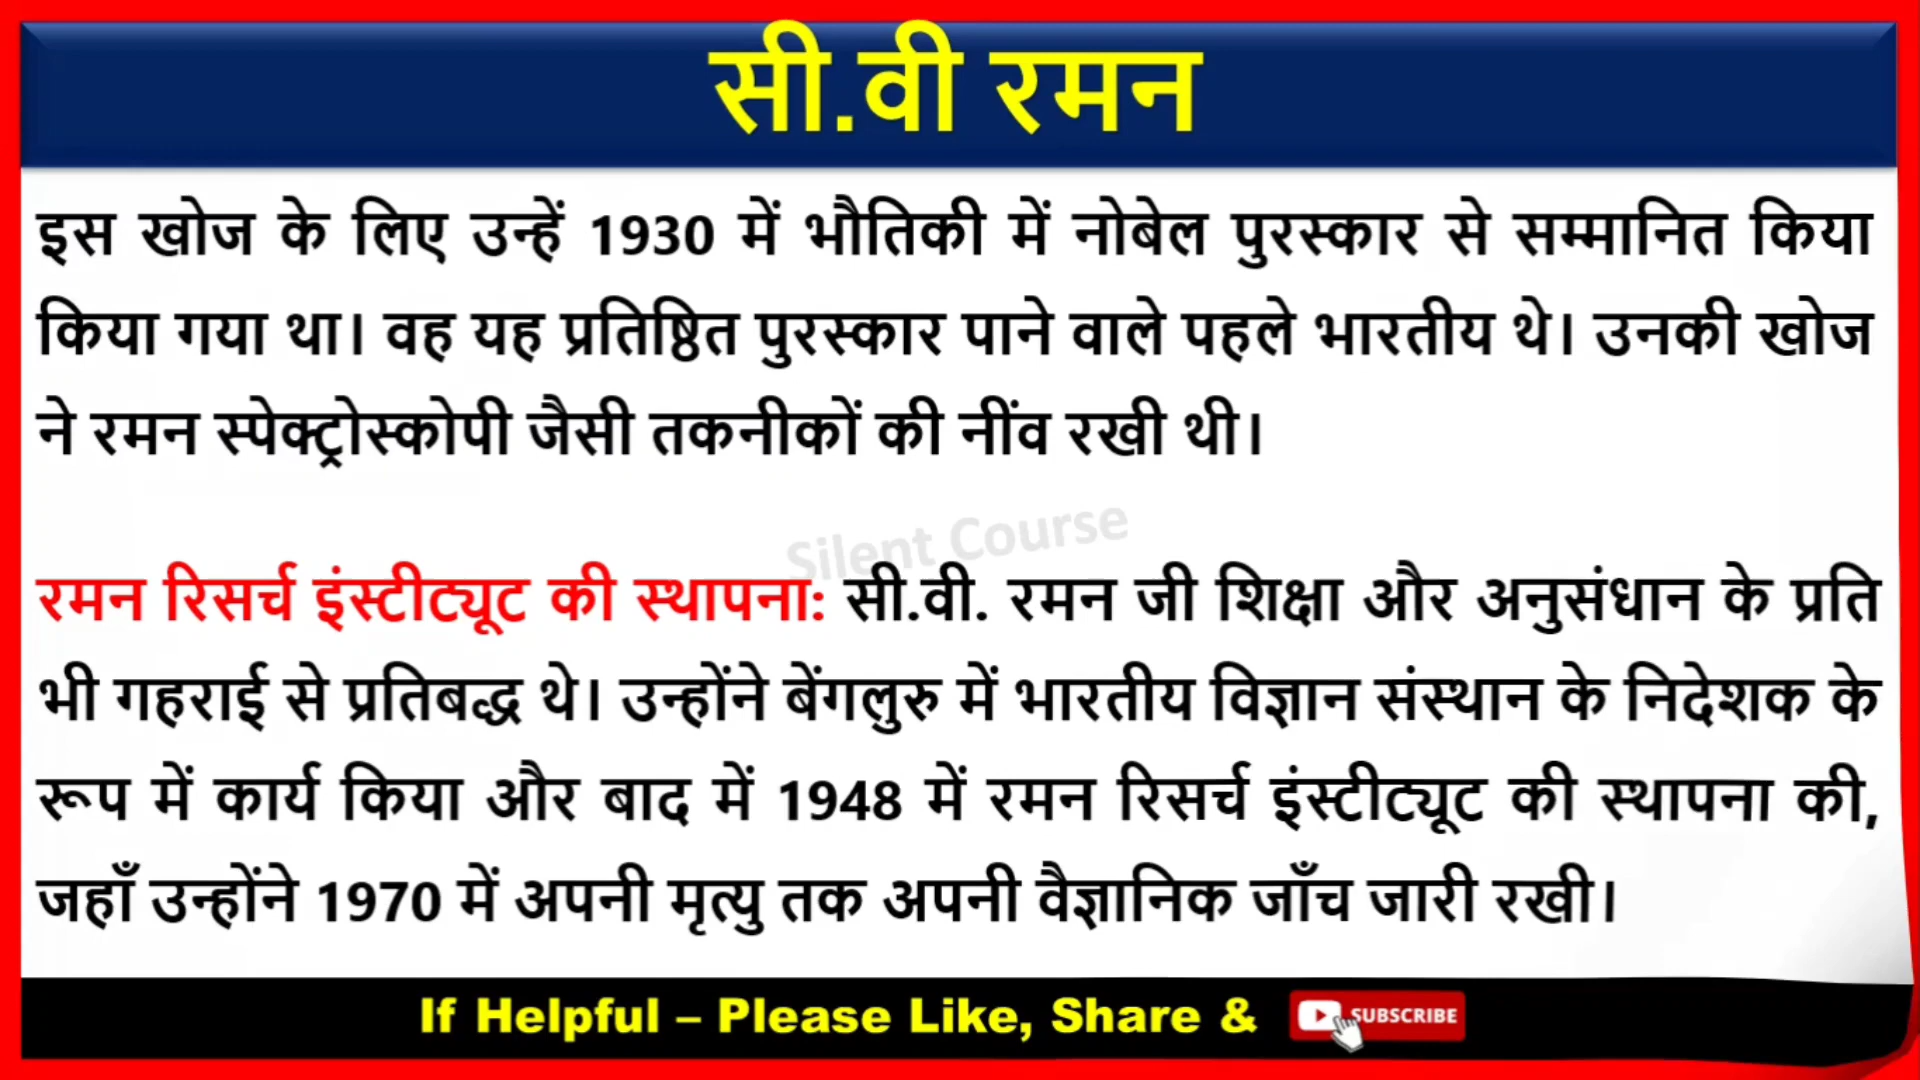 सी.वी रमन
इस खोज के लिए उन्हें 1930 में भौतिकी में नोबेल पुरस्कार से सम्मानित किया
किया गया था। वह यह प्रतिष्ठित पुरस्कार पाने वाले पहले भारतीय थे। उनकी खोज
ने रमन स्पेक्ट्रोस्कोपी जैसी तकनीकों की नींव रखी थी।
Silent Course
रमन रिसर्च इंस्टीट्यूट की स्थापना: सी.वी. रमन जी शिक्षा और अनुसंधान के प्रति
भी गहराई से प्रतिबद्ध थे। उन्होंने बेंगलुरु में भारतीय विज्ञान संस्थान के निदेशक के
रूप में कार्य किया और बाद में 1948 में रमन रिसर्च इंस्टीट्यूट की स्थापना की,
जहाँ उन्होंने 1970 में अपनी मृत्यु तक अपनी वैज्ञानिक जाँच जारी रखी।
If Helpful – Please Like, Share & SUBSCRIBE